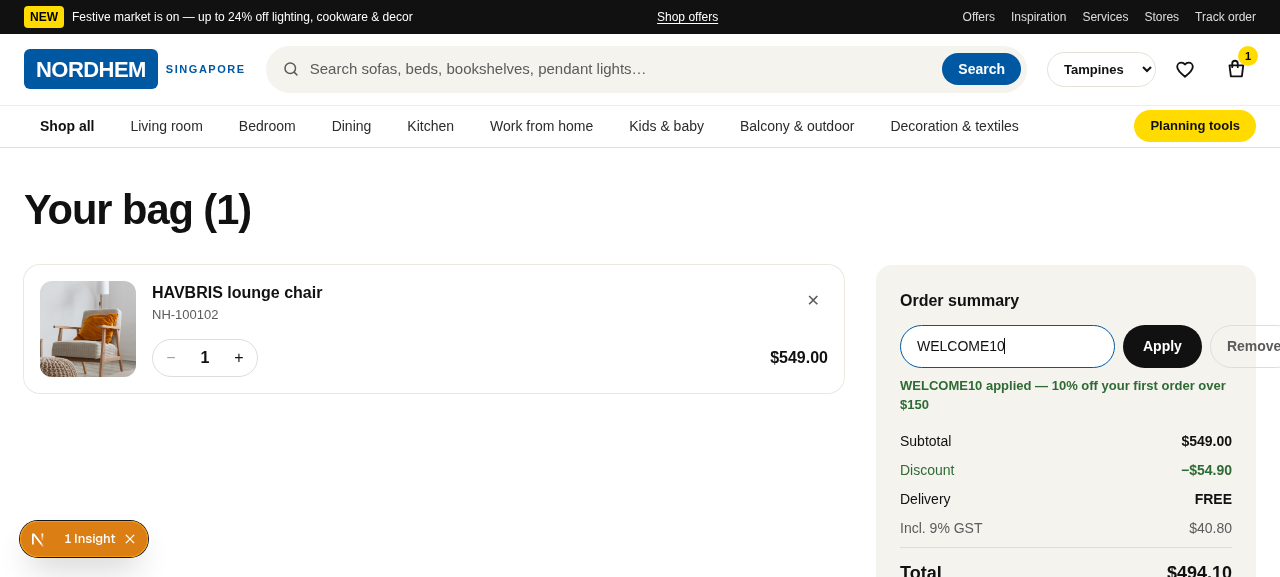 NEW Festive market is on — up to 24% off lighting, cookware & decor Shop offers Offers Inspiration Services Stores Track order
NORDHEM SINGAPORE Search sofas, beds, bookshelves, pendant lights… Search Tampines 1
Shop all Living room Bedroom Dining Kitchen Work from home Kids & baby Balcony & outdoor Decoration & textiles Planning tools
Your bag (1)
HAVBRIS lounge chair
NH-100102
− 1 + $549.00
Order summary
WELCOME10 Apply Remove
WELCOME10 applied — 10% off your first order over
$150
Subtotal $549.00
Discount −$54.90
Delivery FREE
Incl. 9% GST $40.80
Total $494.10
1 Insight